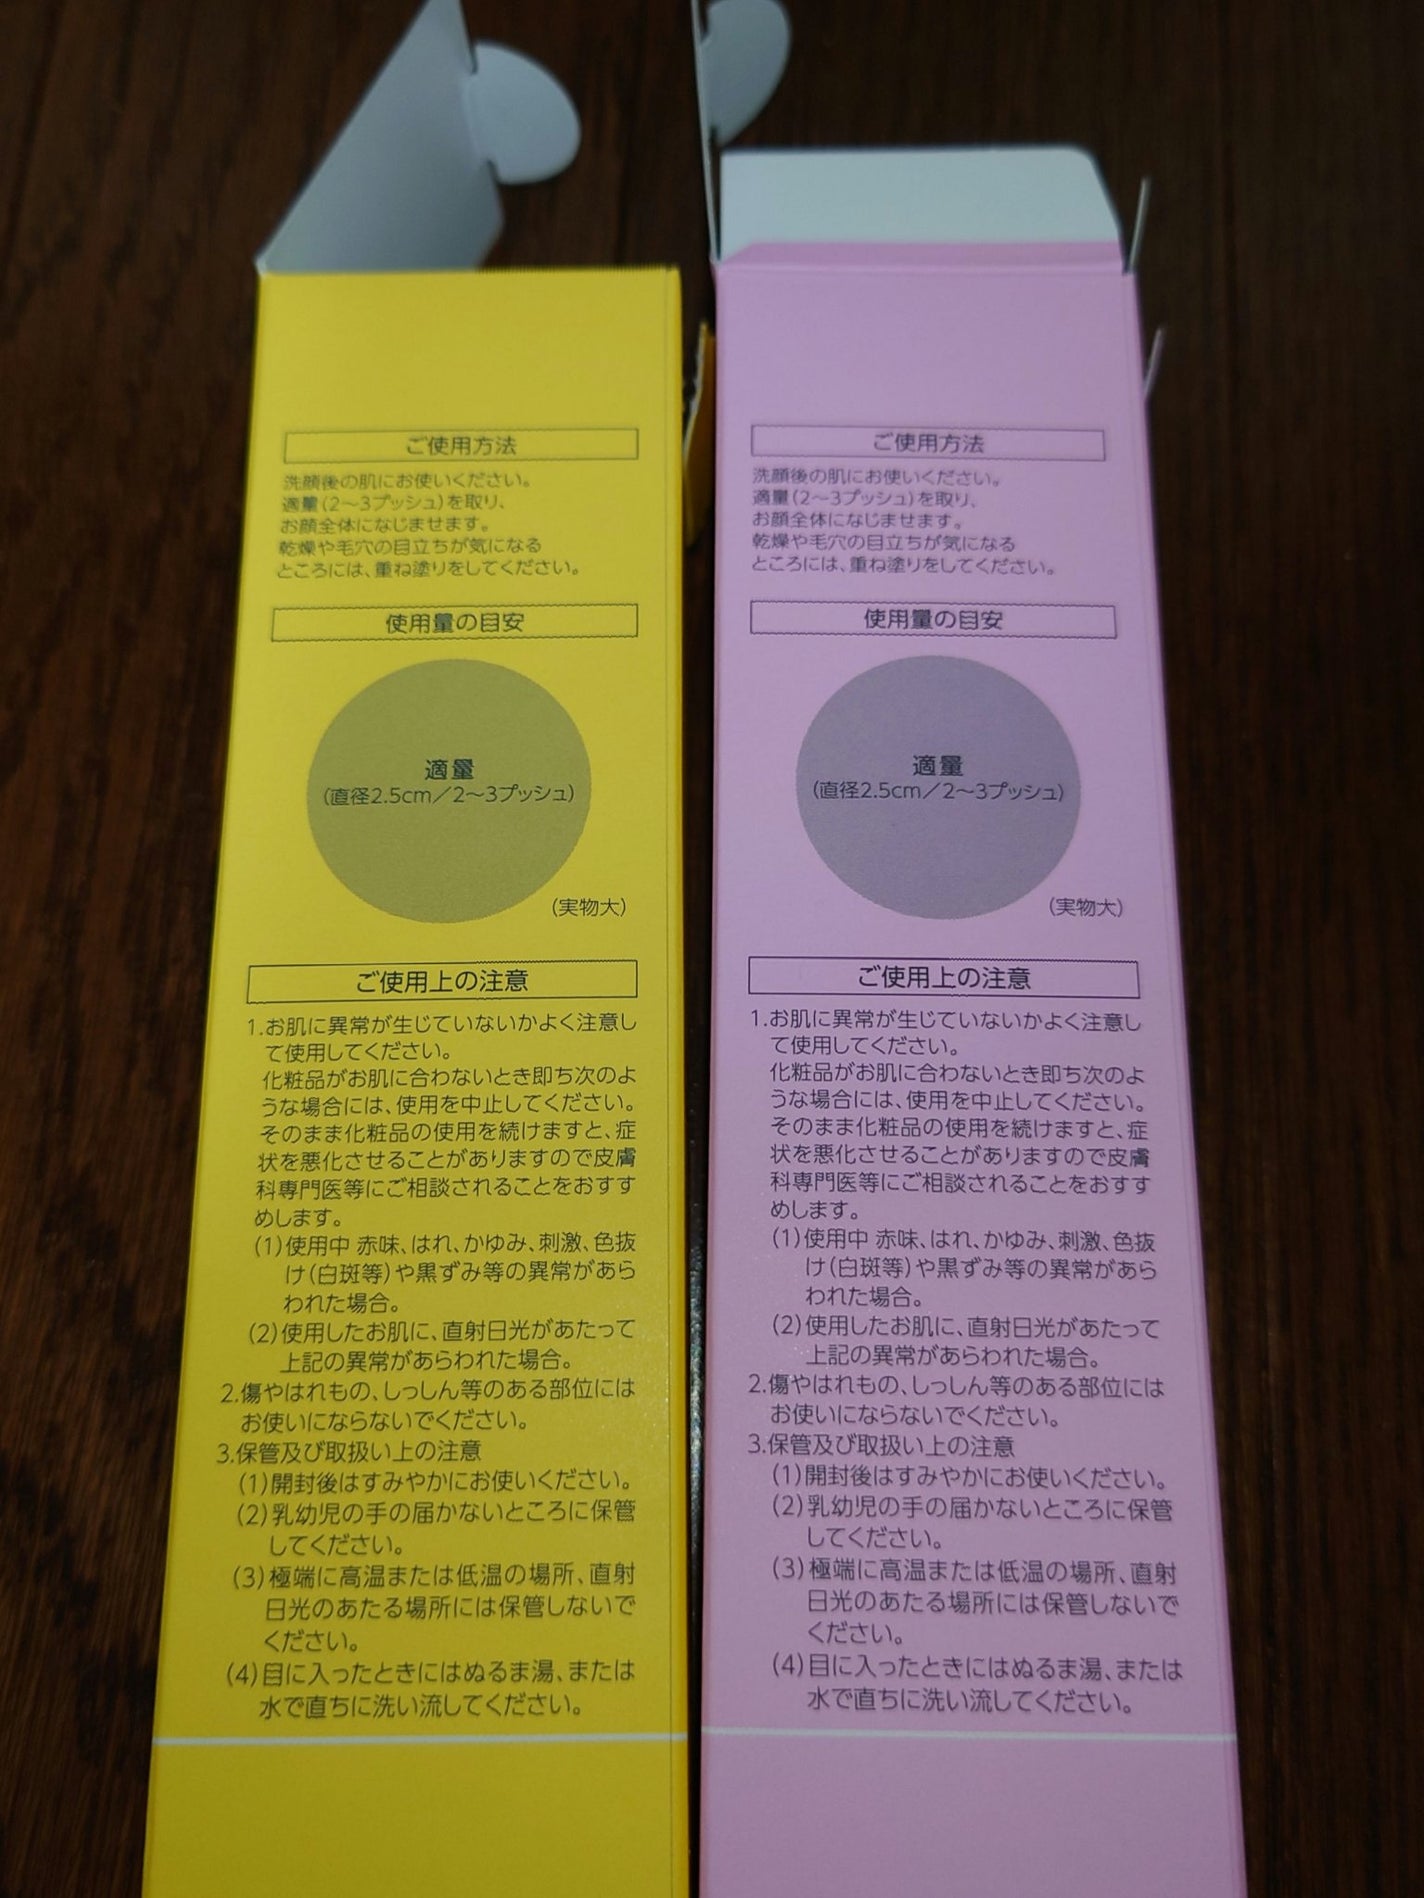 ご使用方法
洗顔後の肌にお使いください。
適量(2〜3プッシュ)を取り、
お顔全体になじませます。
乾燥や毛穴の目立ちが気になる
ところには、重ね塗りをしてください。
使用量の目安
適量
(直径2.5cm/2〜3プッシュ)
(実物大)
ご使用上の注意
1.お肌に異常が生じていないかよく注意し
て使用してください。
化粧品がお肌に合わないとき即ち次のよ
うな場合には、使用を中止してください。
そのまま化粧品の使用を続けますと、症
状を悪化させることがありますので皮膚
科専門医等にご相談されることをおすす
めします。
(1)使用中 赤味、はれ、かゆみ、刺激、色抜
け(白斑等)や黒ずみ等の異常があら
われた場合。
(2)使用したお肌に、直射日光があたって
上記の異常があらわれた場合。
2.傷やはれもの、しっしん等のある部位には
お使いにならないでください。
3.保管及び取扱い上の注意
(1)開封後はすみやかにお使いください。
(2)乳幼児の手の届かないところに保管
してください。
(3)極端に高温または低温の場所、直射
日光のあたる場所には保管しないで
ください。
(4)目に入ったときにはぬるま湯、または
水で直ちに洗い流してください。
ご使用方法
洗顔後の肌にお使いください。
適量(2〜3プッシュ)を取り、
お顔全体になじませます。
乾燥や毛穴の目立ちが気になる
ところには、重ね塗りをしてください。
使用量の目安
適量
(直径2.5cm/2〜3プッシュ)
(実物大)
ご使用上の注意
1.お肌に異常が生じていないかよく注意し
て使用してください。
化粧品がお肌に合わないとき即ち次のよ
うな場合には、使用を中止してください。
そのまま化粧品の使用を続けますと、症
状を悪化させることがありますので皮膚
科専門医等にご相談されることをおすす
めします。
(1)使用中 赤味、はれ、かゆみ、刺激、色抜
け(白斑等)や黒ずみ等の異常があら
われた場合。
(2)使用したお肌に、直射日光があたって
上記の異常があらわれた場合。
2.傷やはれもの、しっしん等のある部位には
お使いにならないでください。
3.保管及び取扱い上の注意
(1)開封後はすみやかにお使いください。
(2)乳幼児の手の届かないところに保管
してください。
(3)極端に高温または低温の場所、直射
日光のあたる場所には保管しないで
ください。
(4)目に入ったときにはぬるま湯、または
水で直ちに洗い流してください。